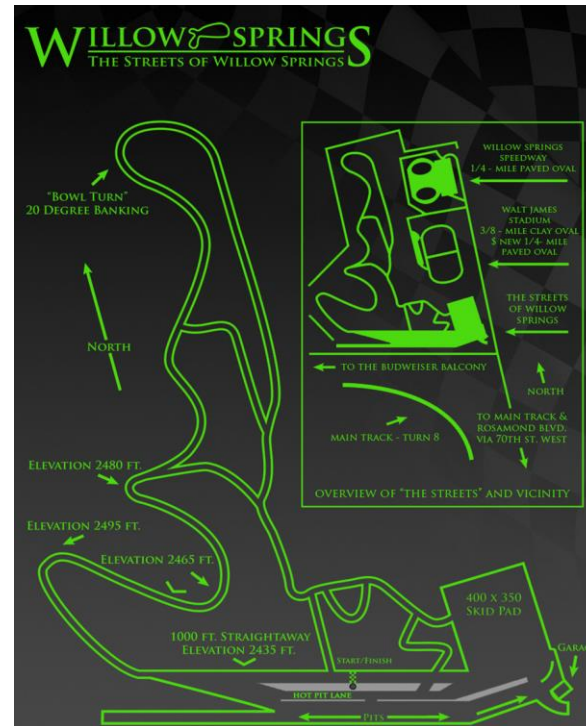 WILLOW SPRINGS
THE STREETS OF WILLOW SPRINGS
"BOWL TURN"
20 DEGREE BANKING
NORTH
ELEVATION 2480 FT.
ELEVATION 2495 FT.
ELEVATION 2465 FT.
1000 FT. STRAIGHTAWAY
ELEVATION 2435 FT.
START/FINISH
HOT PIT LANE
PITS
400 X 350
SKID PAD
GARAG
WILLOW SPRINGS
SPEEDWAY
1/4 - MILE PAVED OVAL
WALT JAMES
STADIUM
3/8 - MILE CLAY OVAL
$ NEW 1/4- MILE
PAVED OVAL
THE STREETS
OF WILLOW
SPRINGS
TO THE BUDWEISER BALCONY
NORTH
MAIN TRACK - TURN 8
TO MAIN TRACK &
ROSAMOND BLVD.
VIA 70TH ST. WEST
OVERVIEW OF "THE STREETS" AND VICINITY